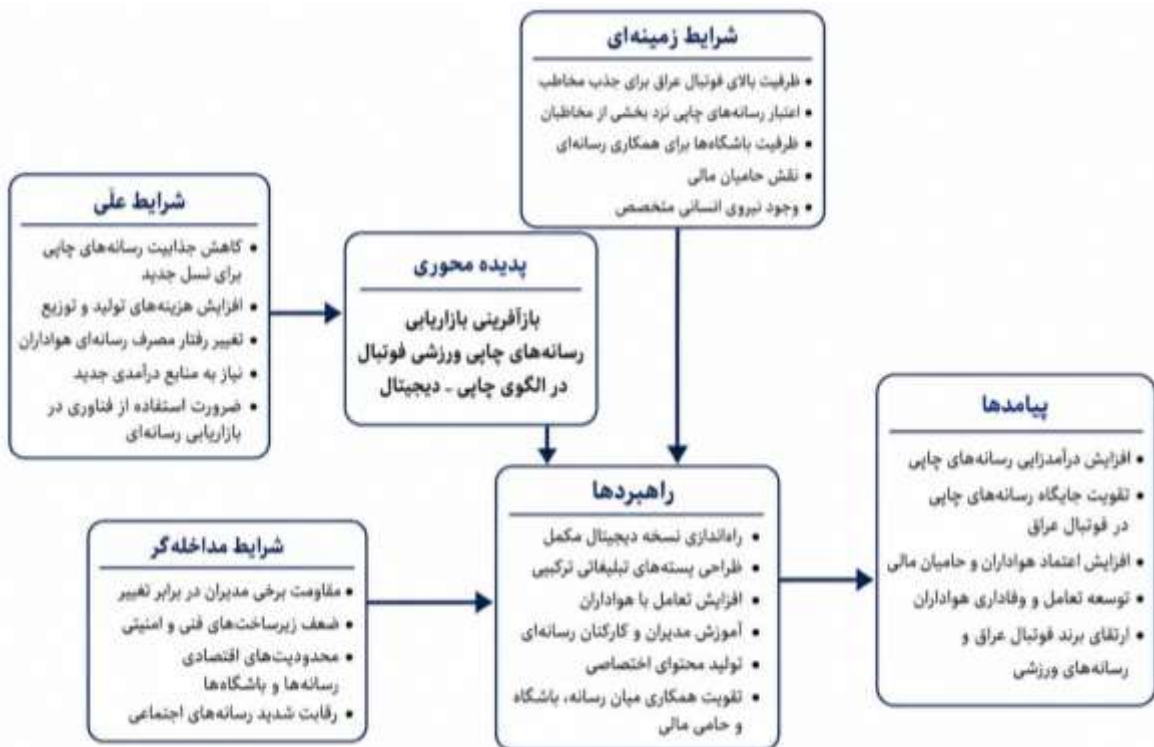 شرایط زمینه‌ای
• ظرفیت بالای فوتبال عراق برای جذب مخاطب
• اعتبار رسانه‌های چاپی نزد بخشی از مخاطبان
• ظرفیت باشگاه‌ها برای همکاری رسانه‌ای
• نقش حامیان مالی
• وجود نیروی انسانی متخصص
شرایط علّی
• کاهش جذابیت رسانه‌های چاپی
برای نسل جدید
• افزایش هزینه‌های تولید و توزیع
• تغییر رفتار مصرف رسانه‌ای هواداران
• نیاز به منابع درآمدی جدید
• ضرورت استفاده از فناوری در
بازاریابی رسانه‌ای
پدیده محوری
بازآفرینی بازاریابی
رسانه‌های چاپی ورزشی فوتبال
در الگوی چاپی - دیجیتال
شرایط مداخله‌گر
• مقاومت برخی مدیران در برابر تغییر
• ضعف زیرساخت‌های فنی و امنیتی
• محدودیت‌های اقتصادی
رسانه‌ها و باشگاه‌ها
• رقابت شدید رسانه‌های اجتماعی
راهبردها
• راه‌اندازی نسخه دیجیتال مکمل
• طراحی بسته‌های تبلیغاتی ترکیبی
• افزایش تعامل با هواداران
• آموزش مدیران و کارکنان رسانه‌ای
• تولید محتوای اختصاصی
• تقویت همکاری میان رسانه، باشگاه
و حامی مالی
پیامدها
• افزایش درآمدزایی رسانه‌های چاپی
• تقویت جایگاه رسانه‌های چاپی
در فوتبال عراق
• افزایش اعتماد هواداران و حامیان مالی
• توسعه تعامل و وفاداری هواداران
• ارتقای برند فوتبال عراق و
رسانه‌های ورزشی